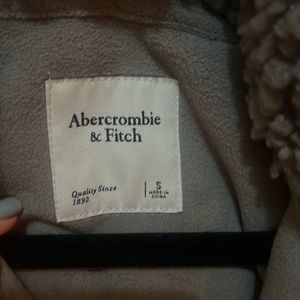 Abercrombie
& Fitch
Quality Since
1892
S
MADE IN
CHINA